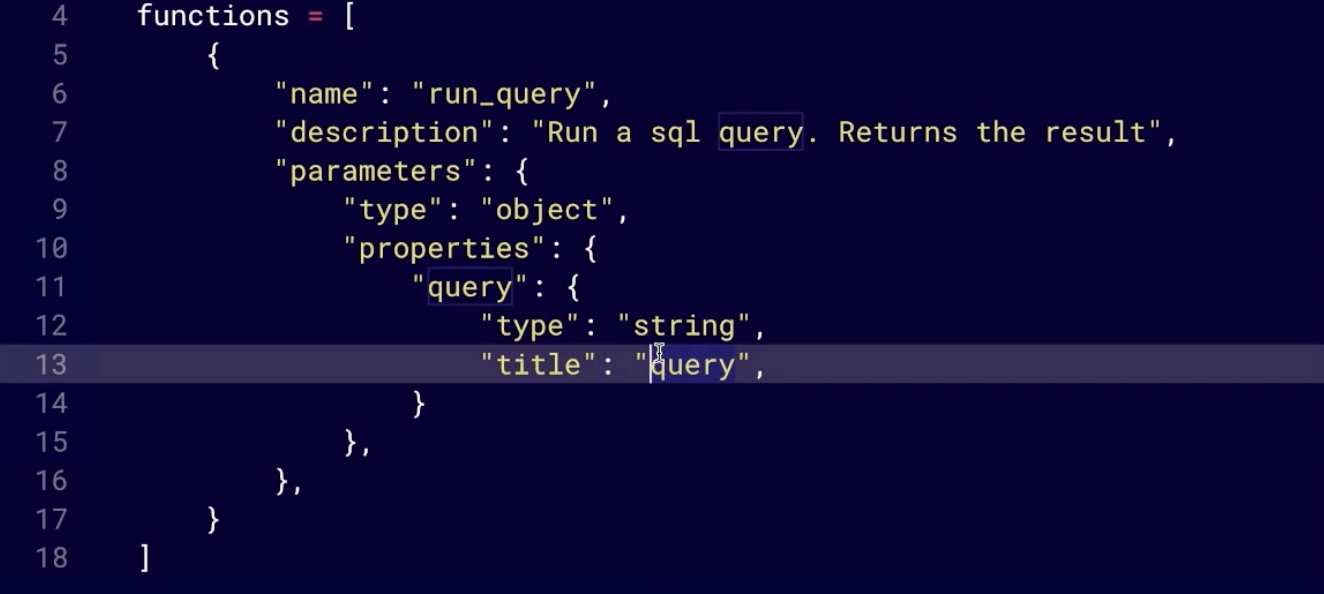 4 functions = [
5 {
6 "name": "run_query",
7 "description": "Run a sql query. Returns the result",
8 "parameters": {
9 "type": "object",
10 "properties": {
11 "query": {
12 "type": "string",
13 "title": "query",
14 }
15 },
16 },
17 }
18 ]